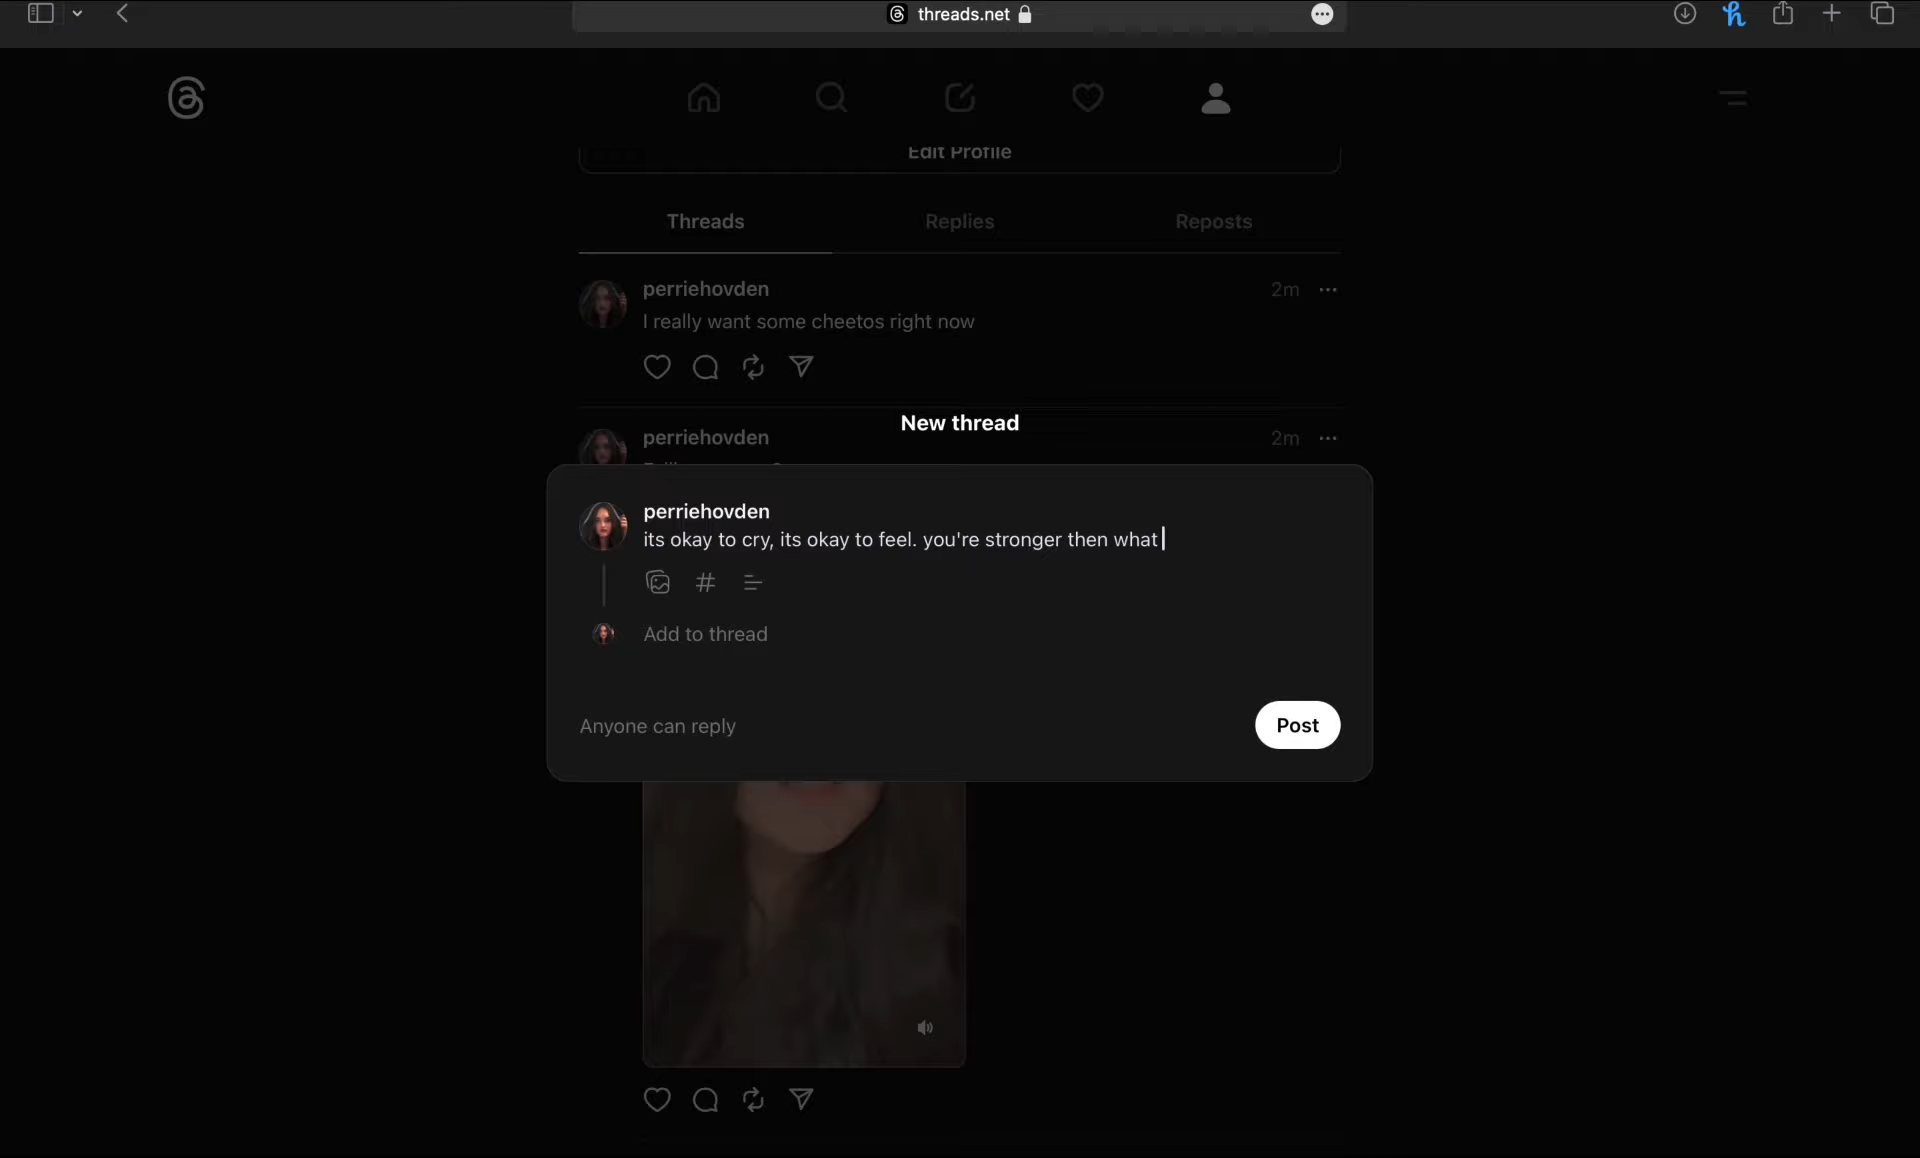 threads.net
Edit Profile
Threads Replies Reposts
perriehovden 2m
I really want some cheetos right now
New thread
perriehovden 2m
perriehovden
its okay to cry, its okay to feel. you're stronger then what
Add to thread
Anyone can reply
Post